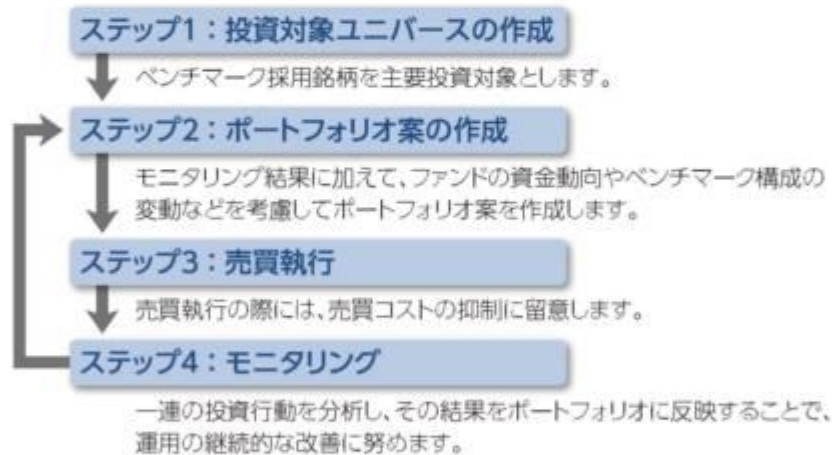 ステップ1：投資対象ユニバースの作成
ベンチマーク採用銘柄を主要投資対象とします。
ステップ2：ポートフォリオ案の作成
モニタリング結果に加えて、ファンドの資金動向やベンチマーク構成の
変動などを考慮してポートフォリオ案を作成します。
ステップ3：売買執行
売買執行の際には、売買コストの抑制に留意します。
ステップ4：モニタリング
一連の投資行動を分析し、その結果をポートフォリオに反映することで、
運用の継続的な改善に努めます。